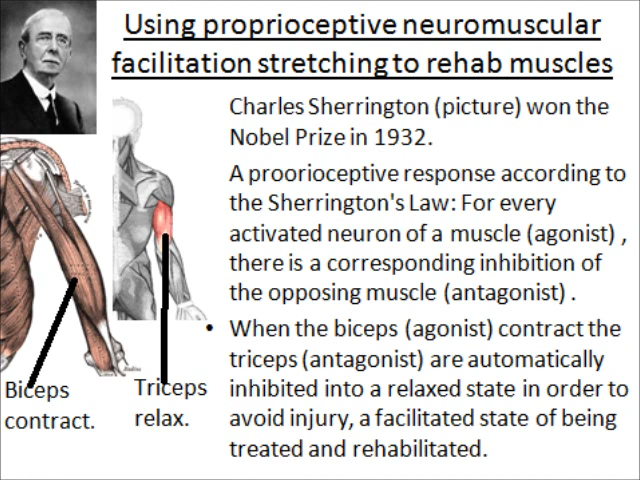 Using proprioceptive neuromuscular
facilitation stretching to rehab muscles
Charles Sherrington (picture) won the
Nobel Prize in 1932.
A proorioceptive response according to
the Sherrington's Law: For every
activated neuron of a muscle (agonist) ,
there is a corresponding inhibition of
the opposing muscle (antagonist) .
• When the biceps (agonist) contract the
triceps (antagonist) are automatically
inhibited into a relaxed state in order to
avoid injury, a facilitated state of being
treated and rehabilitated.
Biceps
contract.
Triceps
relax.